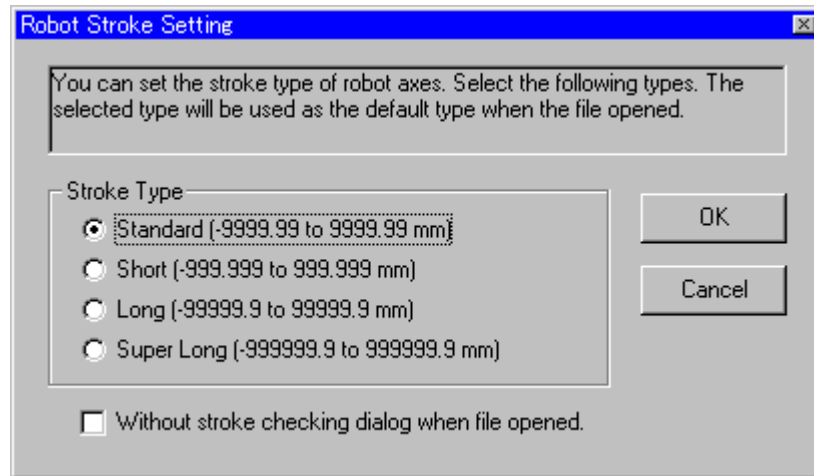 Robot Stroke Setting
You can set the stroke type of robot axes. Select the following types. The
selected type will be used as the default type when the file opened.
Stroke Type
Standard (-9999.99 to 9999.99 mm)
Short (-999.999 to 999.999 mm)
Long (-99999.9 to 99999.9 mm)
Super Long (-999999.9 to 999999.9 mm)
OK
Cancel
Without stroke checking dialog when file opened.